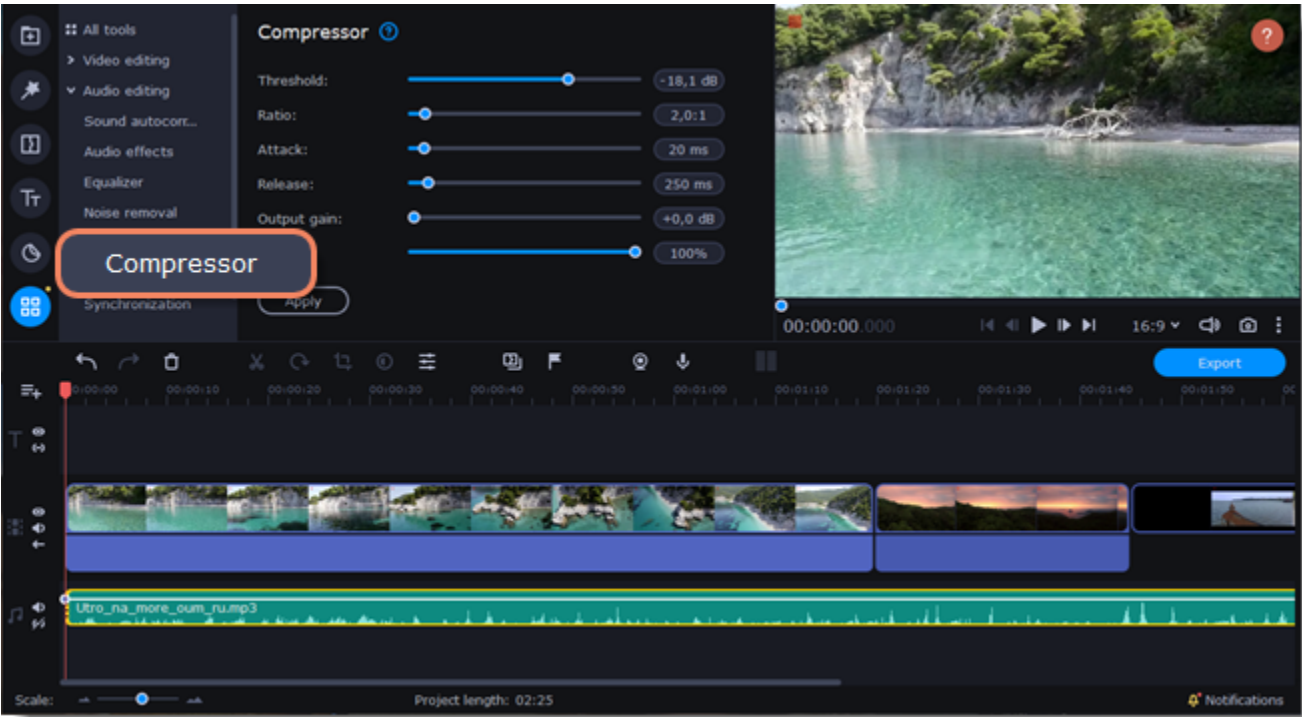 All tools
Video editing
Audio editing
Sound autocorr...
Audio effects
Equalizer
Noise removal
Compressor
Synchronization
Compressor ?
Threshold: -18,1 dB
Ratio: 2,0:1
Attack: 20 ms
Release: 250 ms
Output gain: +0,0 dB
100%
Apply
?
00:00:00.000
16:9
Export
0:00:00 00:00:10 00:00:20 00:00:30 00:00:40 00:00:50 00:01:00 00:01:10 00:01:20 00:01:30 00:01:40 00:01:50 00
Utro_na_more_oum_ru.mp3
Scale:
Project length: 02:25
Notifications